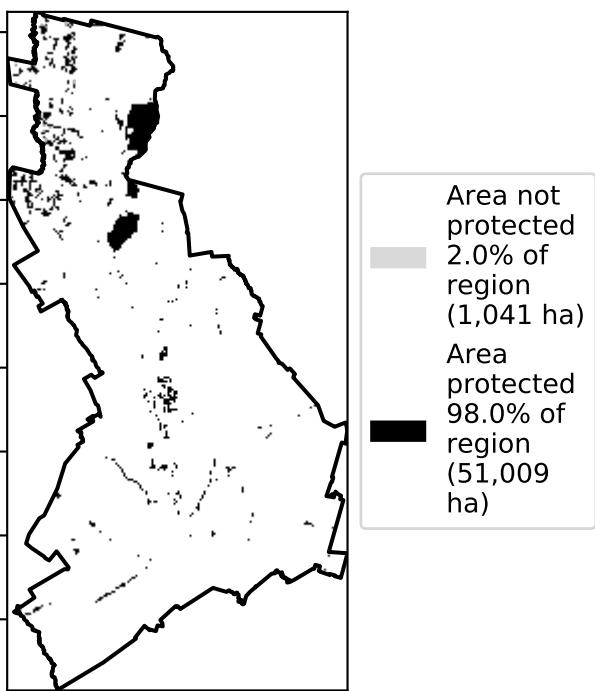 Area not
protected
2.0% of
region
(1,041 ha)
Area
protected
98.0% of
region
(51,009
ha)